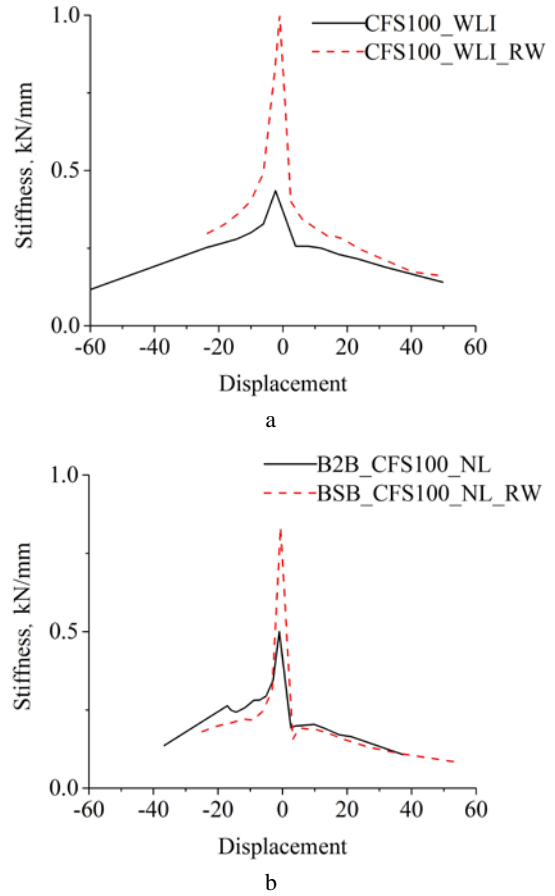 CFS100_WLI
CFS100_WLI_RW
1.0
0.5
0.0
Stiffness, kN/mm
-60 -40 -20 0 20 40 60
Displacement
a
B2B_CFS100_NL
BSB_CFS100_NL_RW
1.0
0.5
0.0
Stiffness, kN/mm
-60 -40 -20 0 20 40 60
Displacement
b